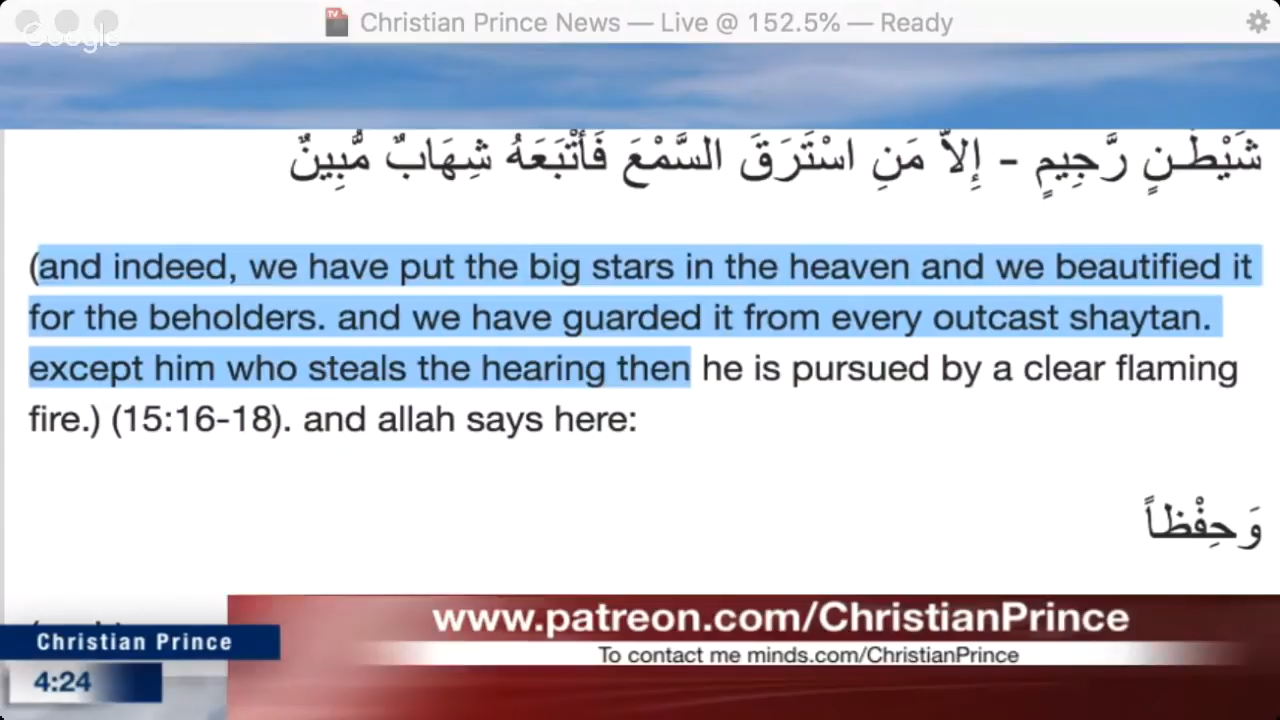 Christian Prince News — Live @ 152.5% — Ready
Google
شَيْطَـنٍ رَّجِيمٍ - إِلاَّ مَنِ اسْتَرَقَ السَّمْعَ فَأَتْبَعَهُ شِهَابٌ مُّبِينٌ
(and indeed, we have put the big stars in the heaven and we beautified it
for the beholders. and we have guarded it from every outcast shaytan.
except him who steals the hearing then he is pursued by a clear flaming
fire.) (15:16-18). and allah says here:
وَحِفْظاً
www.patreon.com/ChristianPrince
To contact me minds.com/ChristianPrince
Christian Prince
4:24